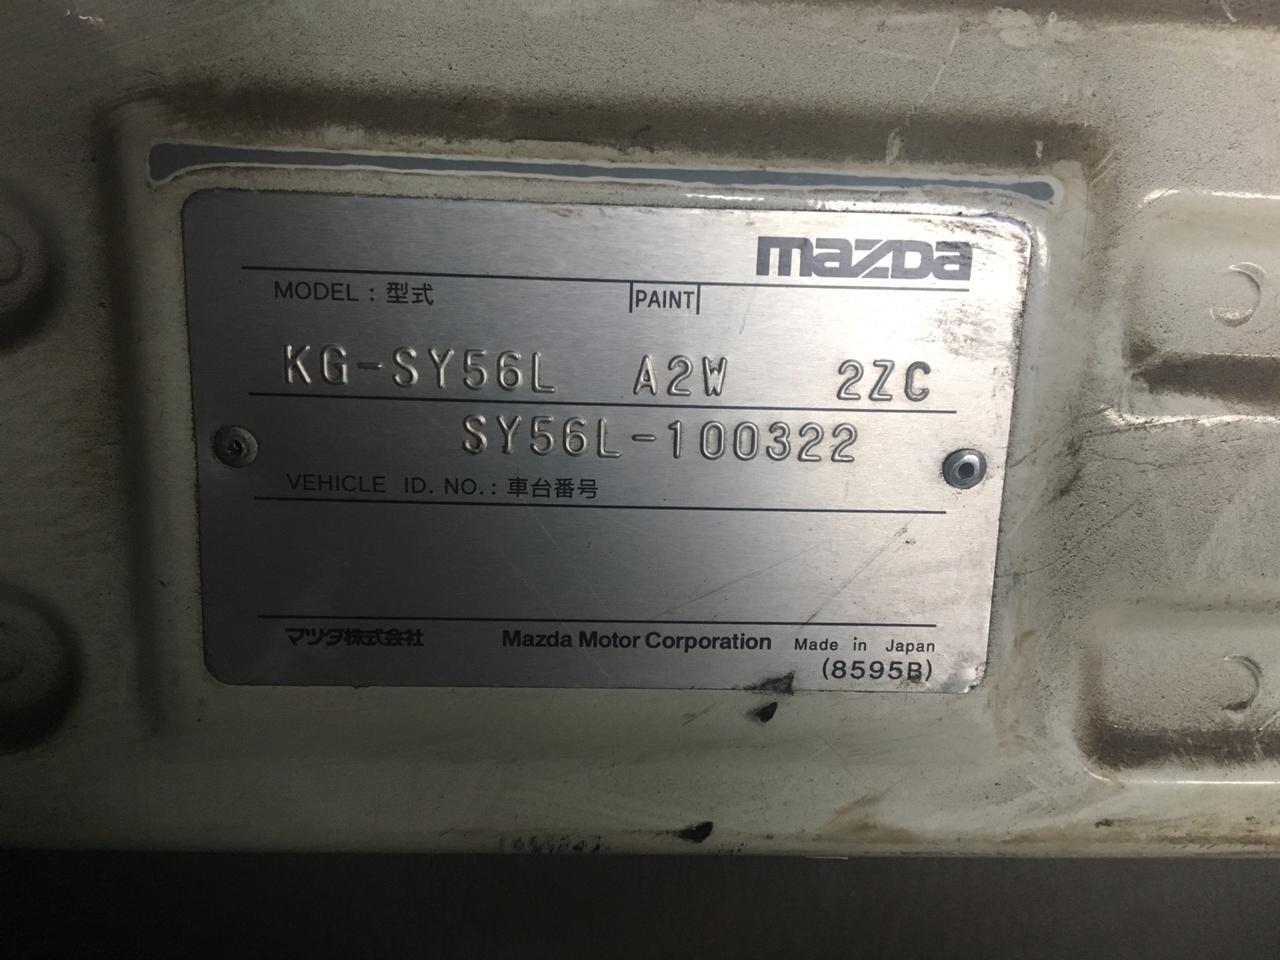 mazda
MODEL : 型式 PAINT
KG-SY56L A2W 2ZC
SY56L-100322
VEHICLE ID. NO. : 車台番号
マツダ株式会社 Mazda Motor Corporation Made in Japan
(8595B)